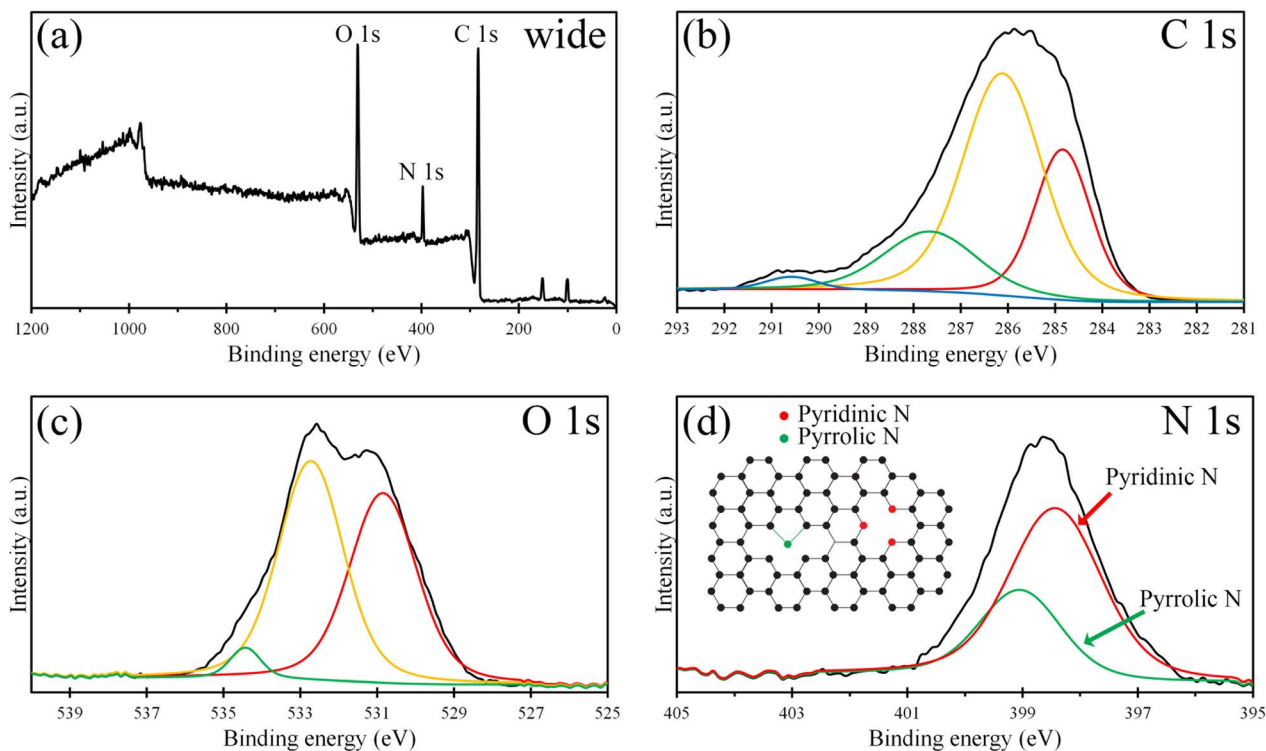 (a)
wide
O 1s
C 1s
N 1s
Intensity (a.u.)
1200 1000 800 600 400 200 0
Binding energy (eV)
(b)
C 1s
Intensity (a.u.)
293 292 291 290 289 288 287 286 285 284 283 282 281
Binding energy (eV)
(c)
O 1s
Intensity (a.u.)
539 537 535 533 531 529 527 525
Binding energy (eV)
(d)
N 1s
Pyridinic N
Pyrrolic N
Pyridinic N
Pyrrolic N
Intensity (a.u.)
405 403 401 399 397 395
Binding energy (eV)